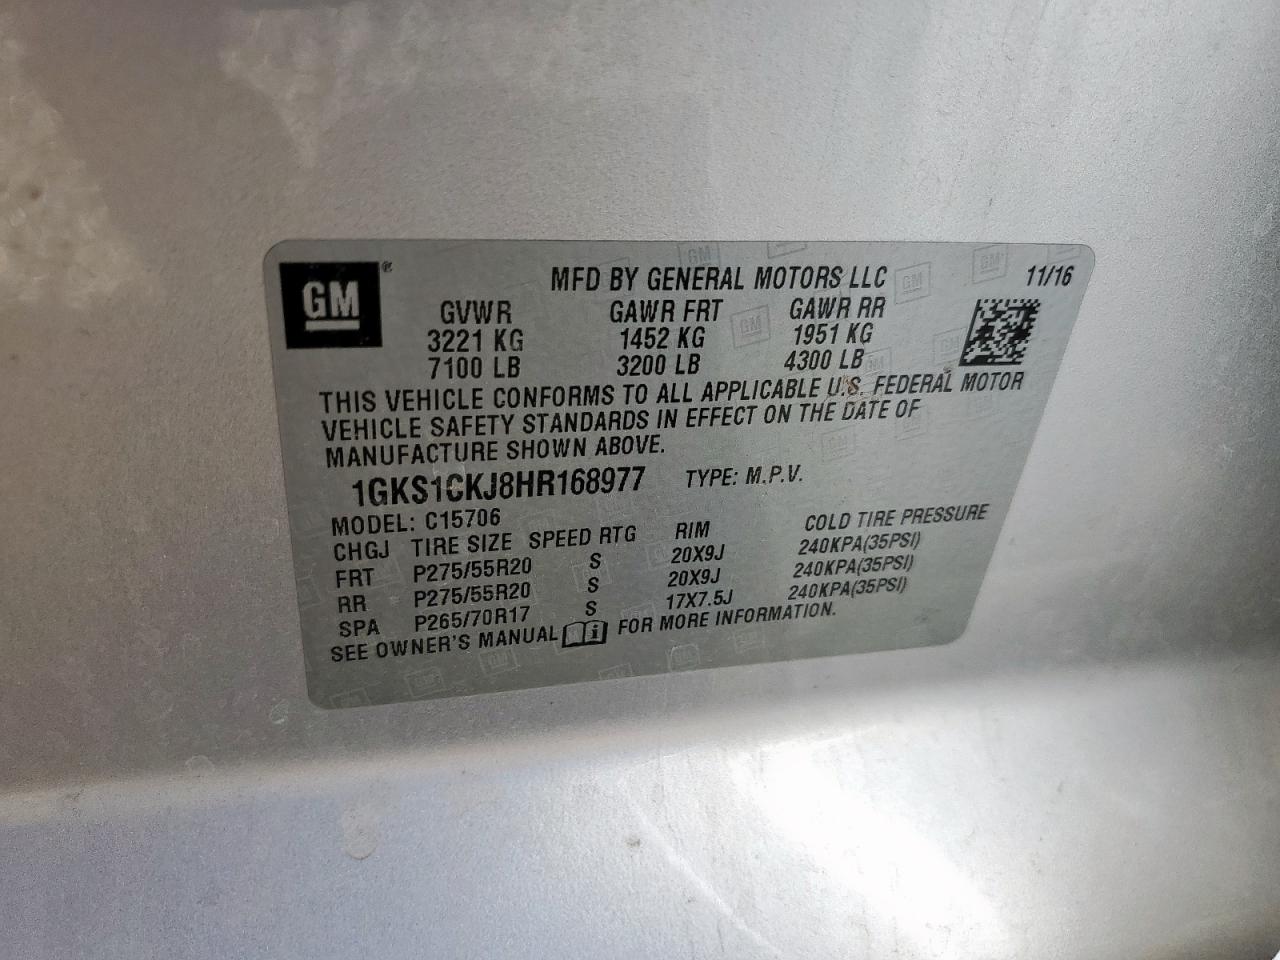 GM®
MFD BY GENERAL MOTORS LLC 11/16
GVWR GAWR FRT GAWR RR
3221 KG 1452 KG 1951 KG
7100 LB 3200 LB 4300 LB
THIS VEHICLE CONFORMS TO ALL APPLICABLE U.S. FEDERAL MOTOR
VEHICLE SAFETY STANDARDS IN EFFECT ON THE DATE OF
MANUFACTURE SHOWN ABOVE.
1GKS1CKJ8HR168977 TYPE: M.P.V.
MODEL: C15706
CHGJ TIRE SIZE SPEED RTG RIM COLD TIRE PRESSURE
FRT P275/55R20 S 20X9J 240KPA(35PSI)
RR P275/55R20 S 20X9J 240KPA(35PSI)
SPA P265/70R17 S 17X7.5J 240KPA(35PSI)
SEE OWNER'S MANUAL FOR MORE INFORMATION.